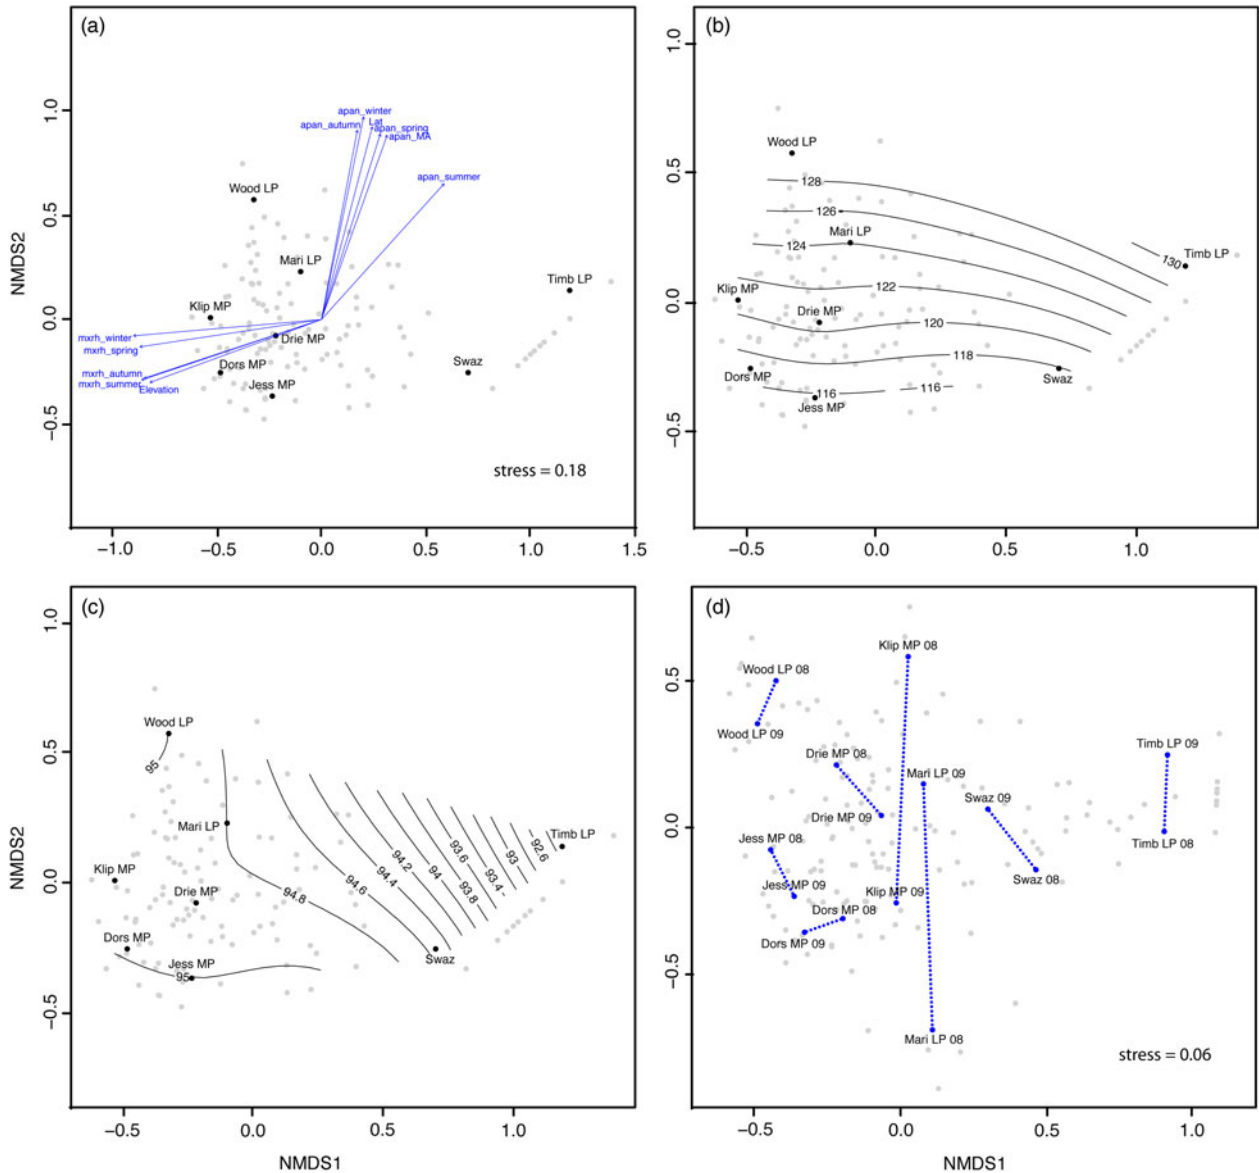 (a)
1.0
0.5
0.0
−0.5
NMDS2
apan_winter
apan_autumn
Lat
apan_spring
apan_MA
apan_summer
Wood LP
Mari LP
Timb LP
Klip MP
mxrh_winter
mxrh_spring
Drie MP
mxrh_autumn
mxrh_summer
Elevation
Dors MP
Jess MP
Swaz
stress = 0.18
−1.0
−0.5
0.0
0.5
1.0
1.5
(b)
1.0
0.5
0.0
−0.5
Wood LP
128
126
Mari LP
124
130
Timb LP
Klip MP
122
Drie MP
120
118
Dors MP
Swaz
116
116
Jess MP
−0.5
0.0
0.5
1.0
(c)
1.0
0.5
0.0
−0.5
NMDS2
Wood LP
95
Mari LP
Timb LP
92.6
93
93.4
93.6
93.8
94
94.2
94.4
94.6
94.8
Klip MP
Drie MP
Dors MP
Jess MP
95
Swaz
−0.5
0.0
0.5
1.0
NMDS1
(d)
0.5
0.0
−0.5
Klip MP 08
Wood LP 08
Wood LP 09
Drie MP 08
Mari LP 09
Timb LP 09
Swaz 09
Drie MP 09
Jess MP 08
Timb LP 08
Jess MP 09
Klip MP 09
Swaz 08
Dors MP 08
Dors MP 09
Mari LP 08
stress = 0.06
−0.5
0.0
0.5
1.0
NMDS1